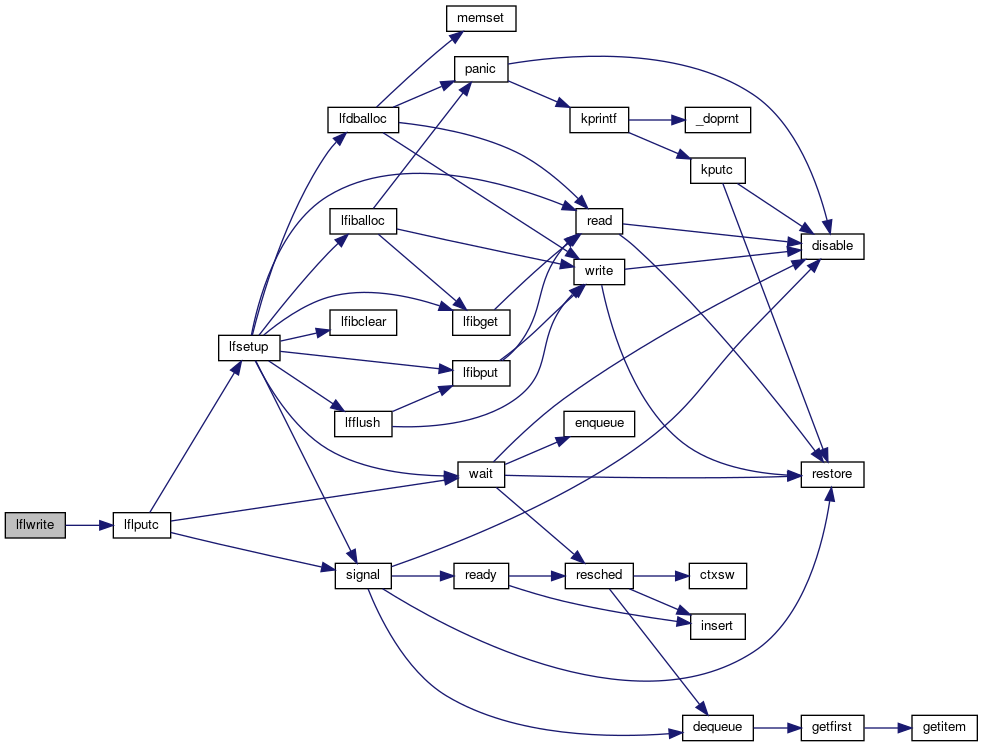 memset
panic
lfdballoc
kprintf
_doprnt
kputc
lfiballoc
read
disable
write
lfibclear
lfibget
lfsetup
lfibput
lfflush
enqueue
wait
restore
lflwrite
lflputc
signal
ready
resched
ctxsw
insert
dequeue
getfirst
getitem